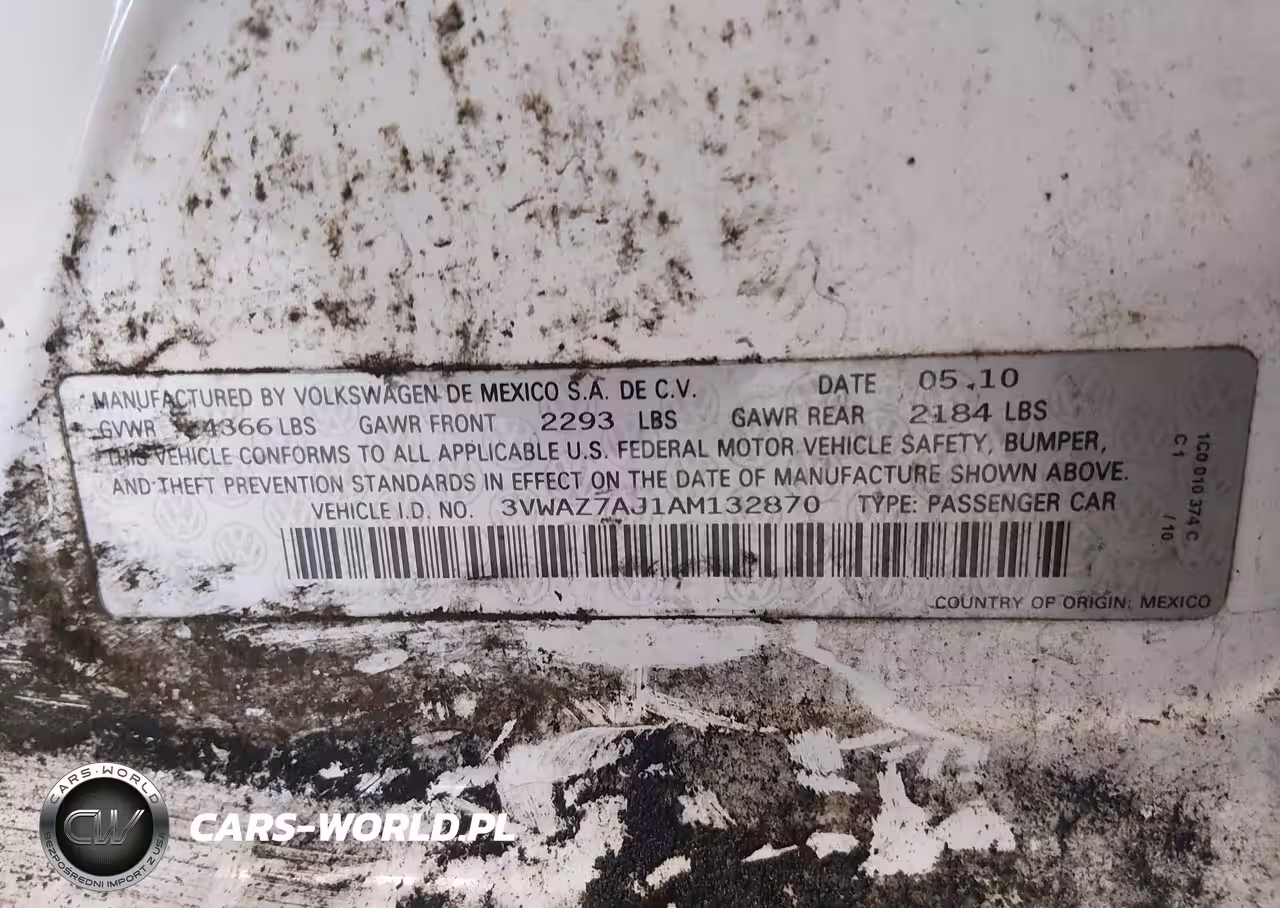 MANUFACTURED BY VOLKSWAGEN DE MEXICO S.A. DE C.V. DATE 05.10
GVWR 4366 LBS GAWR FRONT 2293 LBS GAWR REAR 2184 LBS
THIS VEHICLE CONFORMS TO ALL APPLICABLE U.S. FEDERAL MOTOR VEHICLE SAFETY, BUMPER,
AND THEFT PREVENTION STANDARDS IN EFFECT ON THE DATE OF MANUFACTURE SHOWN ABOVE.
VEHICLE I.D. NO. 3VWAZ7AJ1AM132870 TYPE: PASSENGER CAR
COUNTRY OF ORIGIN: MEXICO
1C0 010 374 C
C1 /10
CARS-WORLD
CW
BEZPOŚREDNI IMPORT Z USA
CARS-WORLD.PL